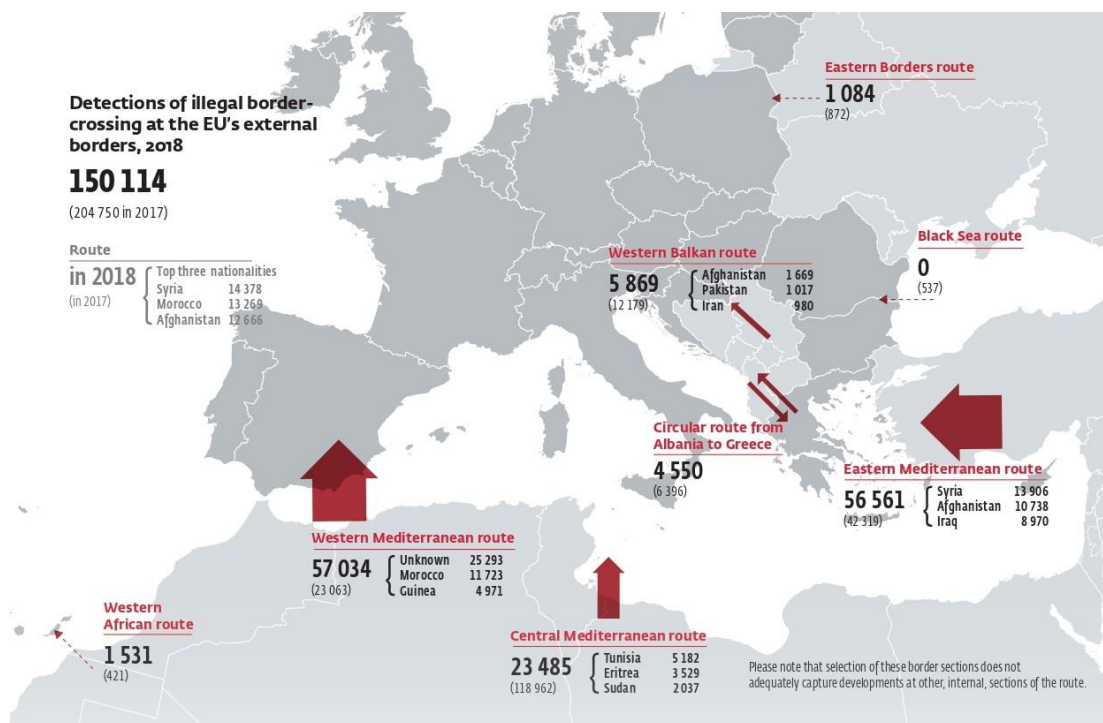 Detections of illegal border-
crossing at the EU's external
borders, 2018
150 114
(204 750 in 2017)
Route
in 2018
(in 2017)
Top three nationalities
Syria 14 378
Morocco 13 269
Afghanistan 12 666
Eastern Borders route
1 084
(872)
Black Sea route
0
(537)
Western Balkan route
5 869
(12 179)
Afghanistan 1 669
Pakistan 1 017
Iran 980
Circular route from
Albania to Greece
4 550
(6 396)
Eastern Mediterranean route
56 561
(42 319)
Syria 13 906
Afghanistan 10 738
Iraq 8 970
Western Mediterranean route
57 034
(23 063)
Unknown 25 293
Morocco 11 723
Guinea 4 971
Western
African route
1 531
(421)
Central Mediterranean route
23 485
(118 962)
Tunisia 5 182
Eritrea 3 529
Sudan 2 037
Please note that selection of these border sections does not
adequately capture developments at other, internal, sections of the route.